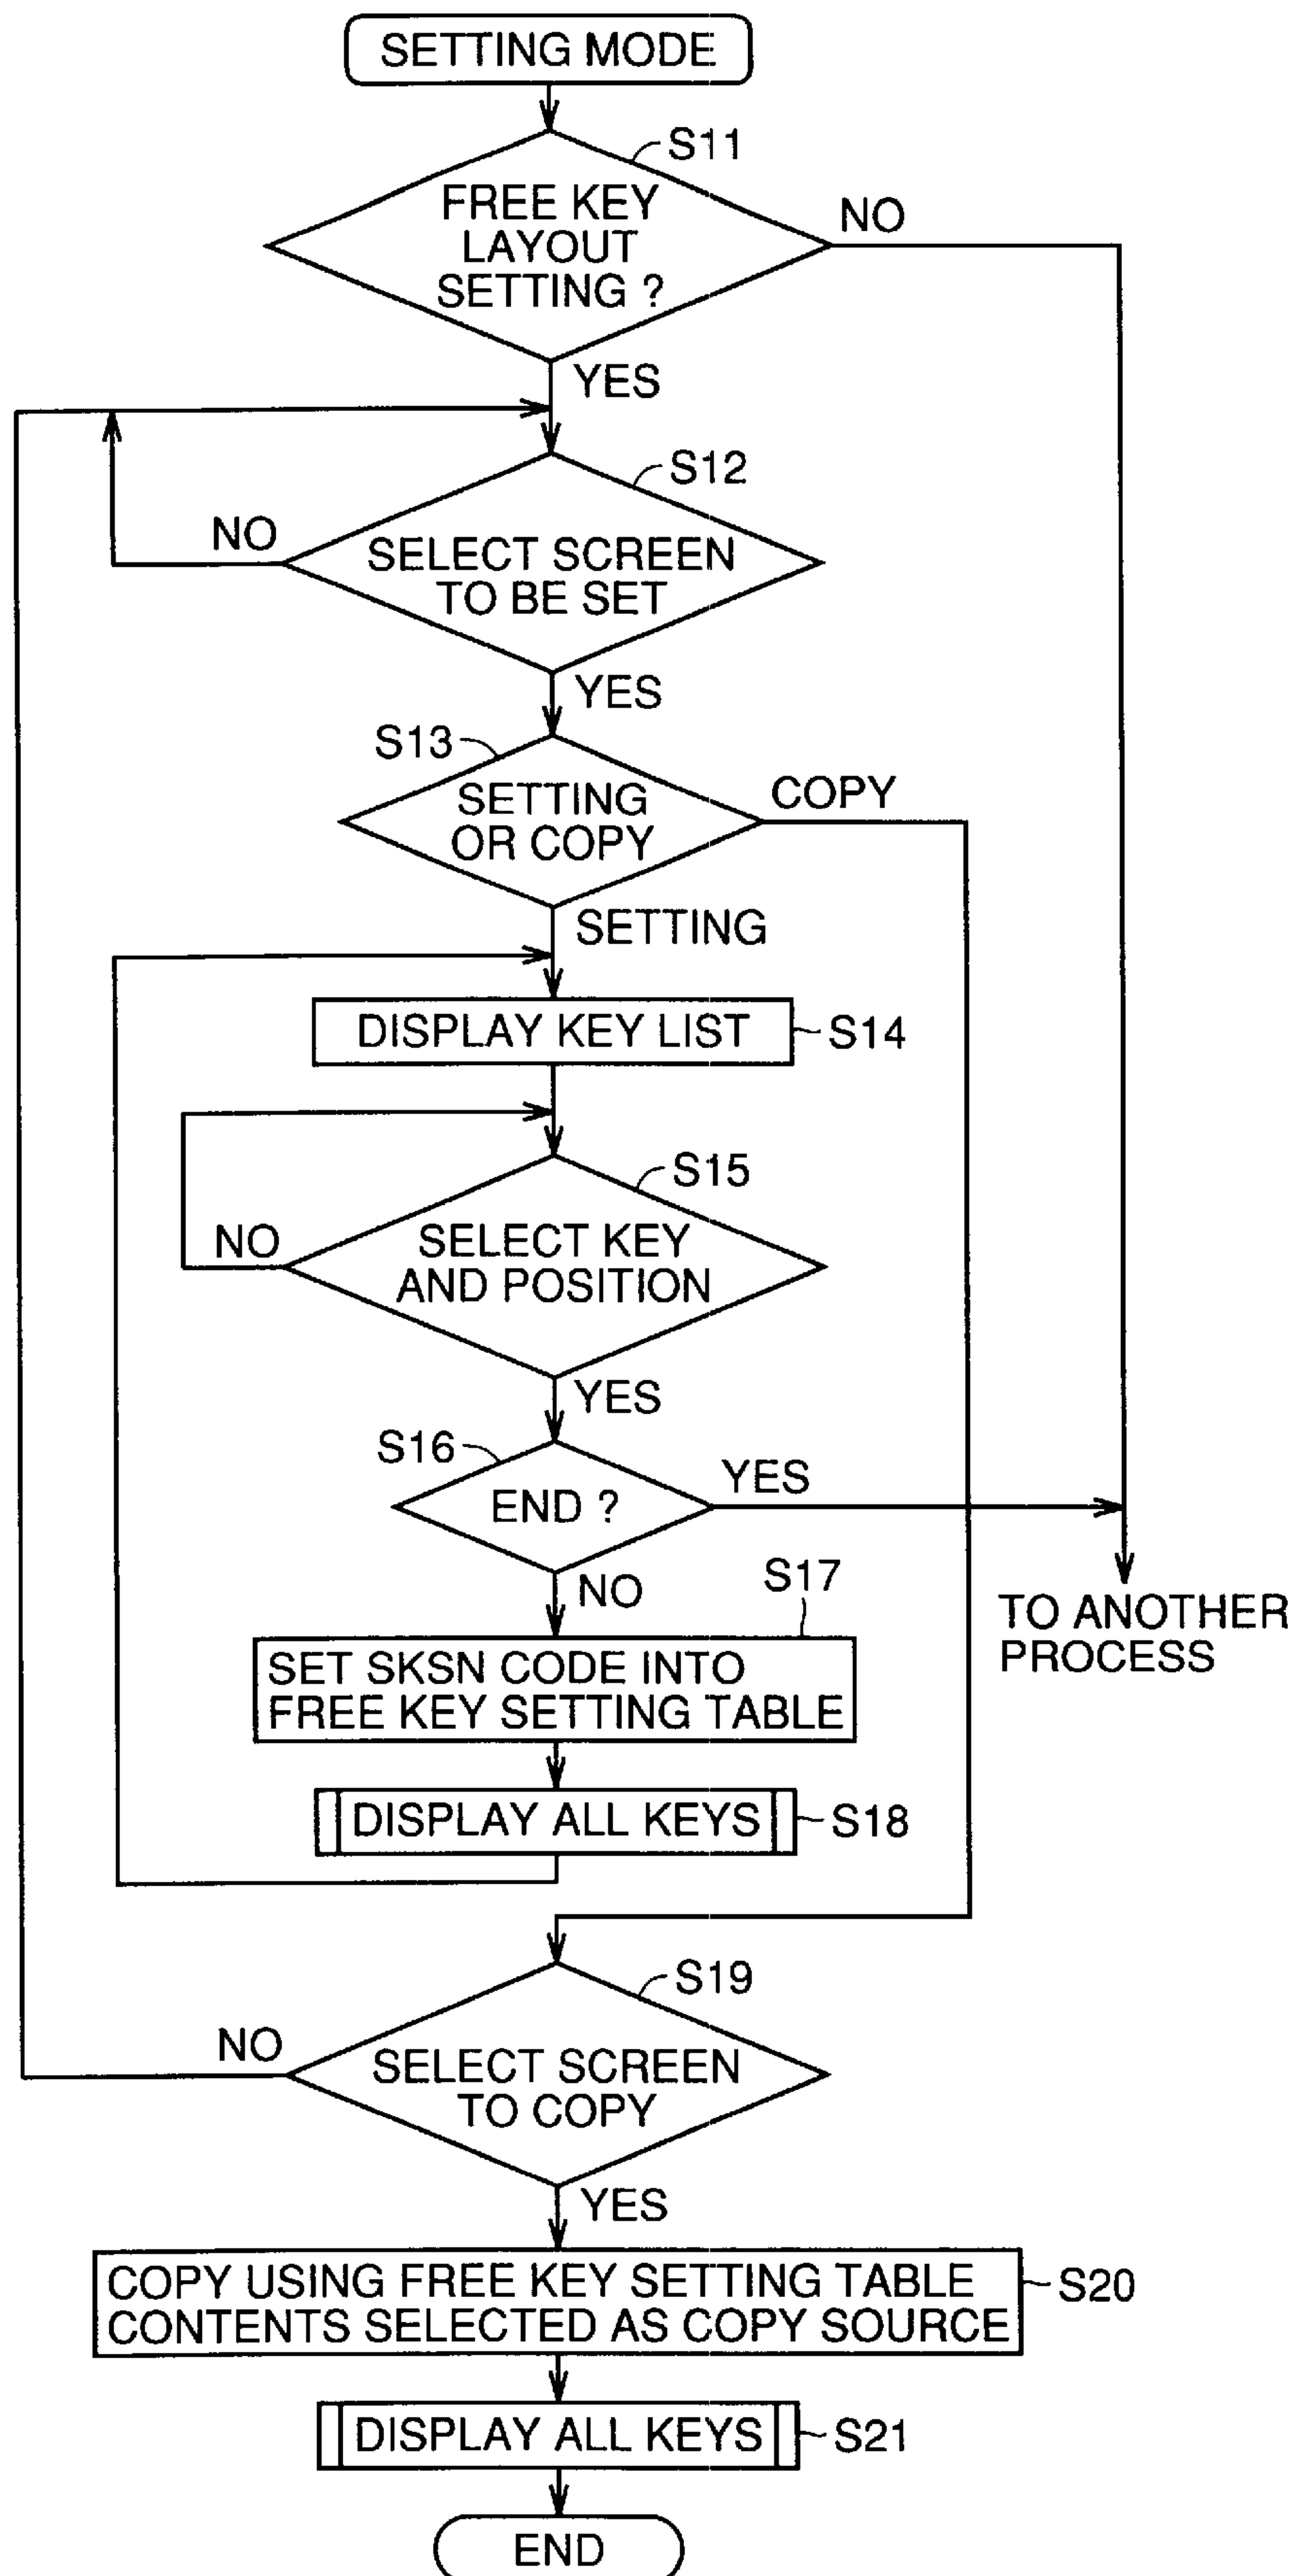 SETTING MODE
S11
FREE KEY
LAYOUT
SETTING ?
NO
YES
S12
NO
SELECT SCREEN
TO BE SET
YES
S13
SETTING
OR COPY
COPY
SETTING
DISPLAY KEY LIST
S14
S15
NO
SELECT KEY
AND POSITION
YES
S16
END ?
YES
NO
S17
TO ANOTHER
PROCESS
SET SKSN CODE INTO
FREE KEY SETTING TABLE
DISPLAY ALL KEYS
S18
S19
NO
SELECT SCREEN
TO COPY
YES
COPY USING FREE KEY SETTING TABLE
CONTENTS SELECTED AS COPY SOURCE
S20
DISPLAY ALL KEYS
S21
END